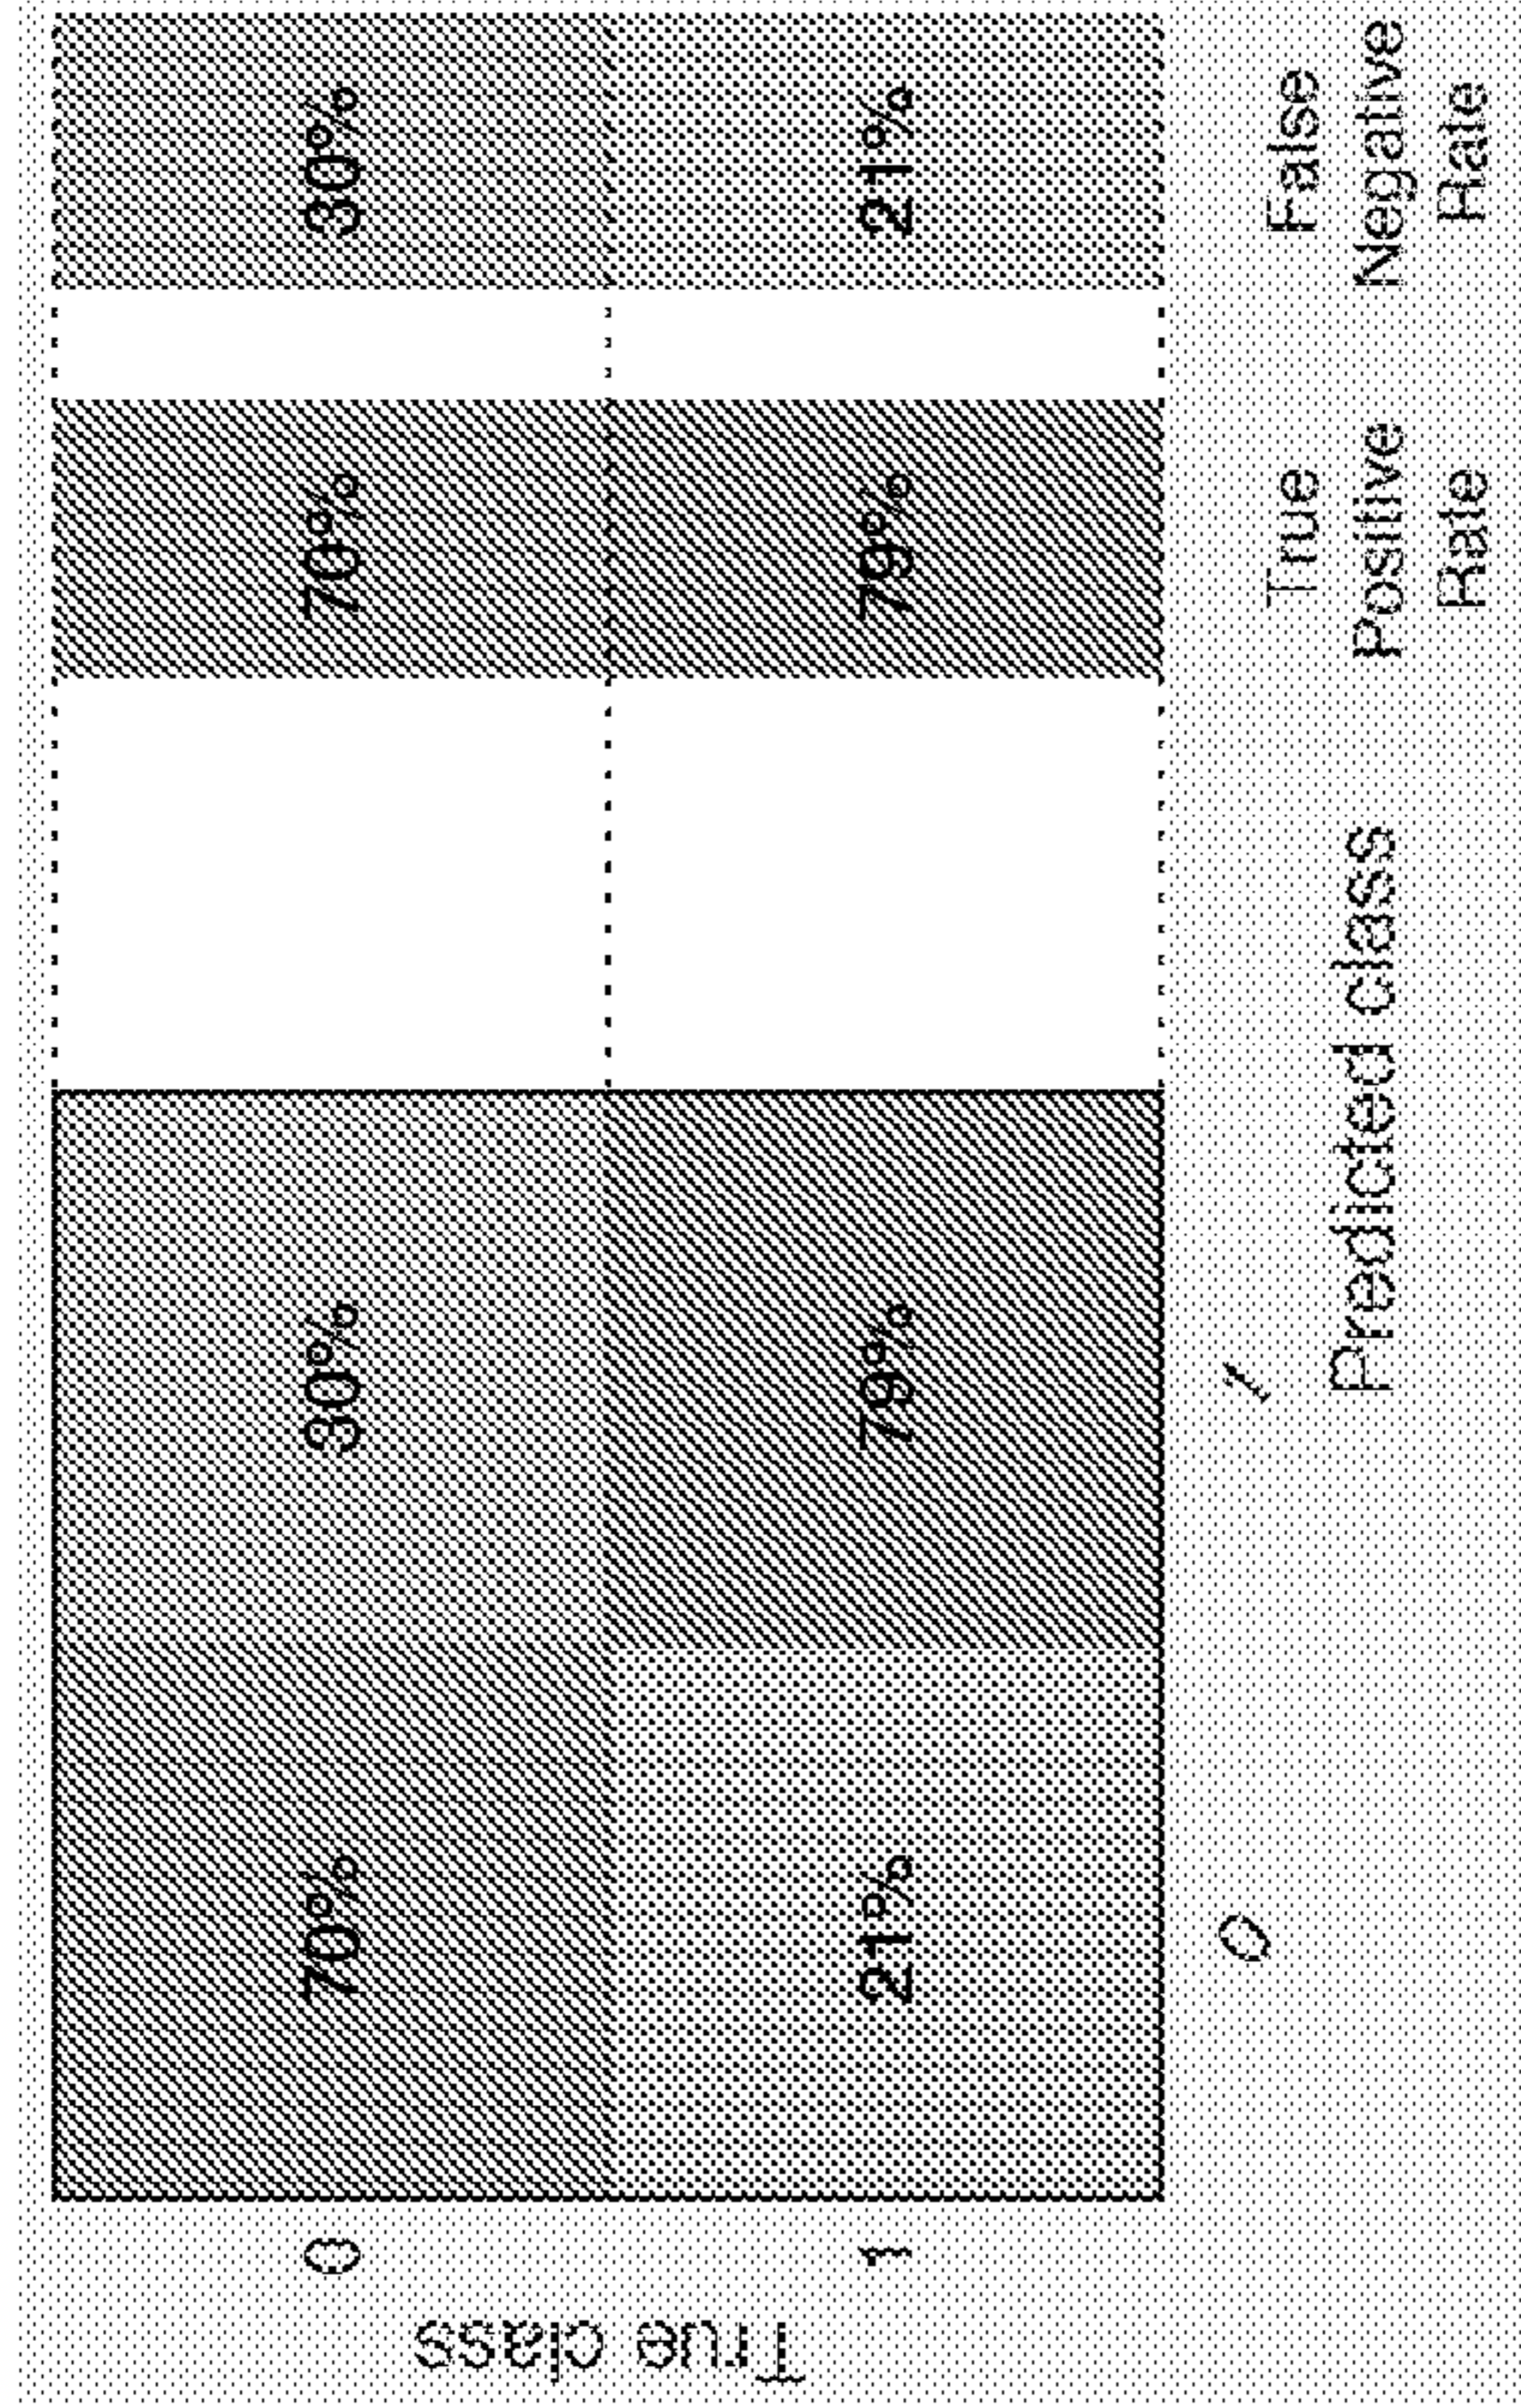 True class
0
70%
30%
70%
30%
1
21%
79%
79%
21%
0
1
Predicted class
True
Positive
Rate
False
Negative
Rate